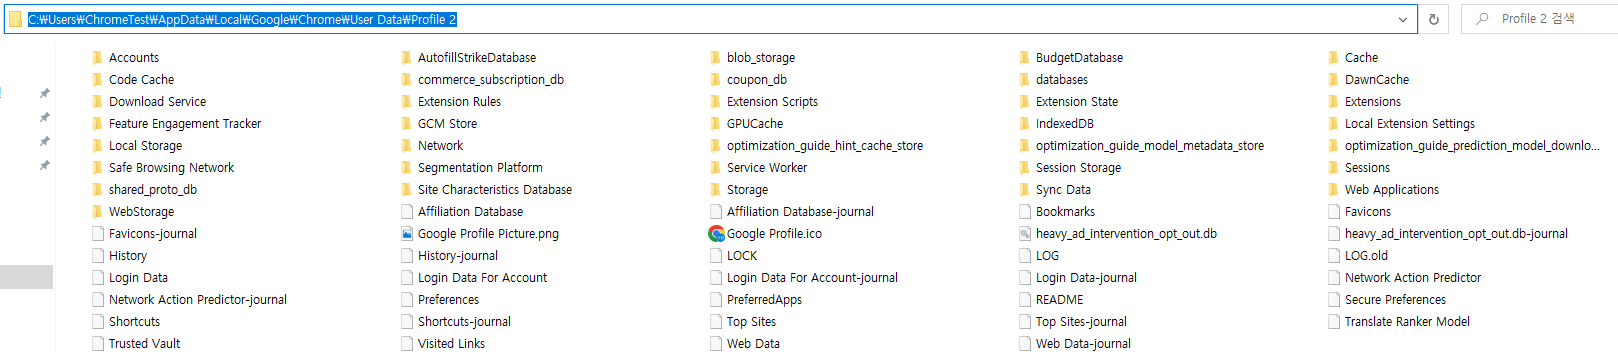 C:₩Users₩ChromeTest₩AppData₩Local₩Google₩Chrome₩User Data₩Profile 2
Profile 2 검색
Accounts AutofillStrikeDatabase blob_storage BudgetDatabase Cache
Code Cache commerce_subscription_db coupon_db databases DawnCache
Download Service Extension Rules Extension Scripts Extension State Extensions
Feature Engagement Tracker GCM Store GPUCache IndexedDB Local Extension Settings
Local Storage Network optimization_guide_hint_cache_store optimization_guide_model_metadata_store optimization_guide_prediction_model_downlo...
Safe Browsing Network Segmentation Platform Service Worker Session Storage Sessions
shared_proto_db Site Characteristics Database Storage Sync Data Web Applications
WebStorage Affiliation Database Affiliation Database-journal Bookmarks Favicons
Favicons-journal Google Profile Picture.png Google Profile.ico heavy_ad_intervention_opt_out.db heavy_ad_intervention_opt_out.db-journal
History History-journal LOCK LOG LOG.old
Login Data Login Data For Account Login Data For Account-journal Login Data-journal Network Action Predictor
Network Action Predictor-journal Preferences PreferredApps README Secure Preferences
Shortcuts Shortcuts-journal Top Sites Top Sites-journal Translate Ranker Model
Trusted Vault Visited Links Web Data Web Data-journal